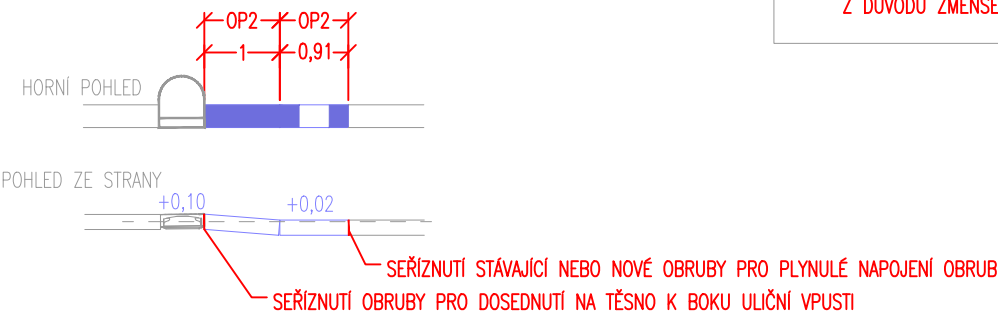 Z DŮVODU ZMENŠE
OP2 OP2
1 0,91
HORNÍ POHLED
POHLED ZE STRANY
+0,10 +0,02
SEŘÍZNUTÍ STÁVAJÍCÍ NEBO NOVÉ OBRUBY PRO PLYNULÉ NAPOJENÍ OBRUB
SEŘÍZNUTÍ OBRUBY PRO DOSEDNUTÍ NA TĚSNO K BOKU ULIČNÍ VPUSTI